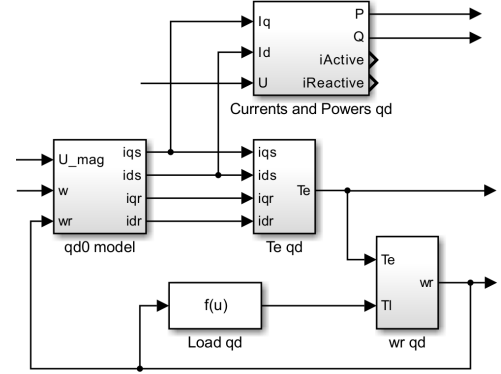 Iq
Id
U
P
Q
iActive
iReactive
Currents and Powers qd
U_mag
w
wr
iqs
ids
iqr
idr
qd0 model
iqs
ids
iqr
idr
Te
Te qd
f(u)
Load qd
Te
Tl
wr
wr qd